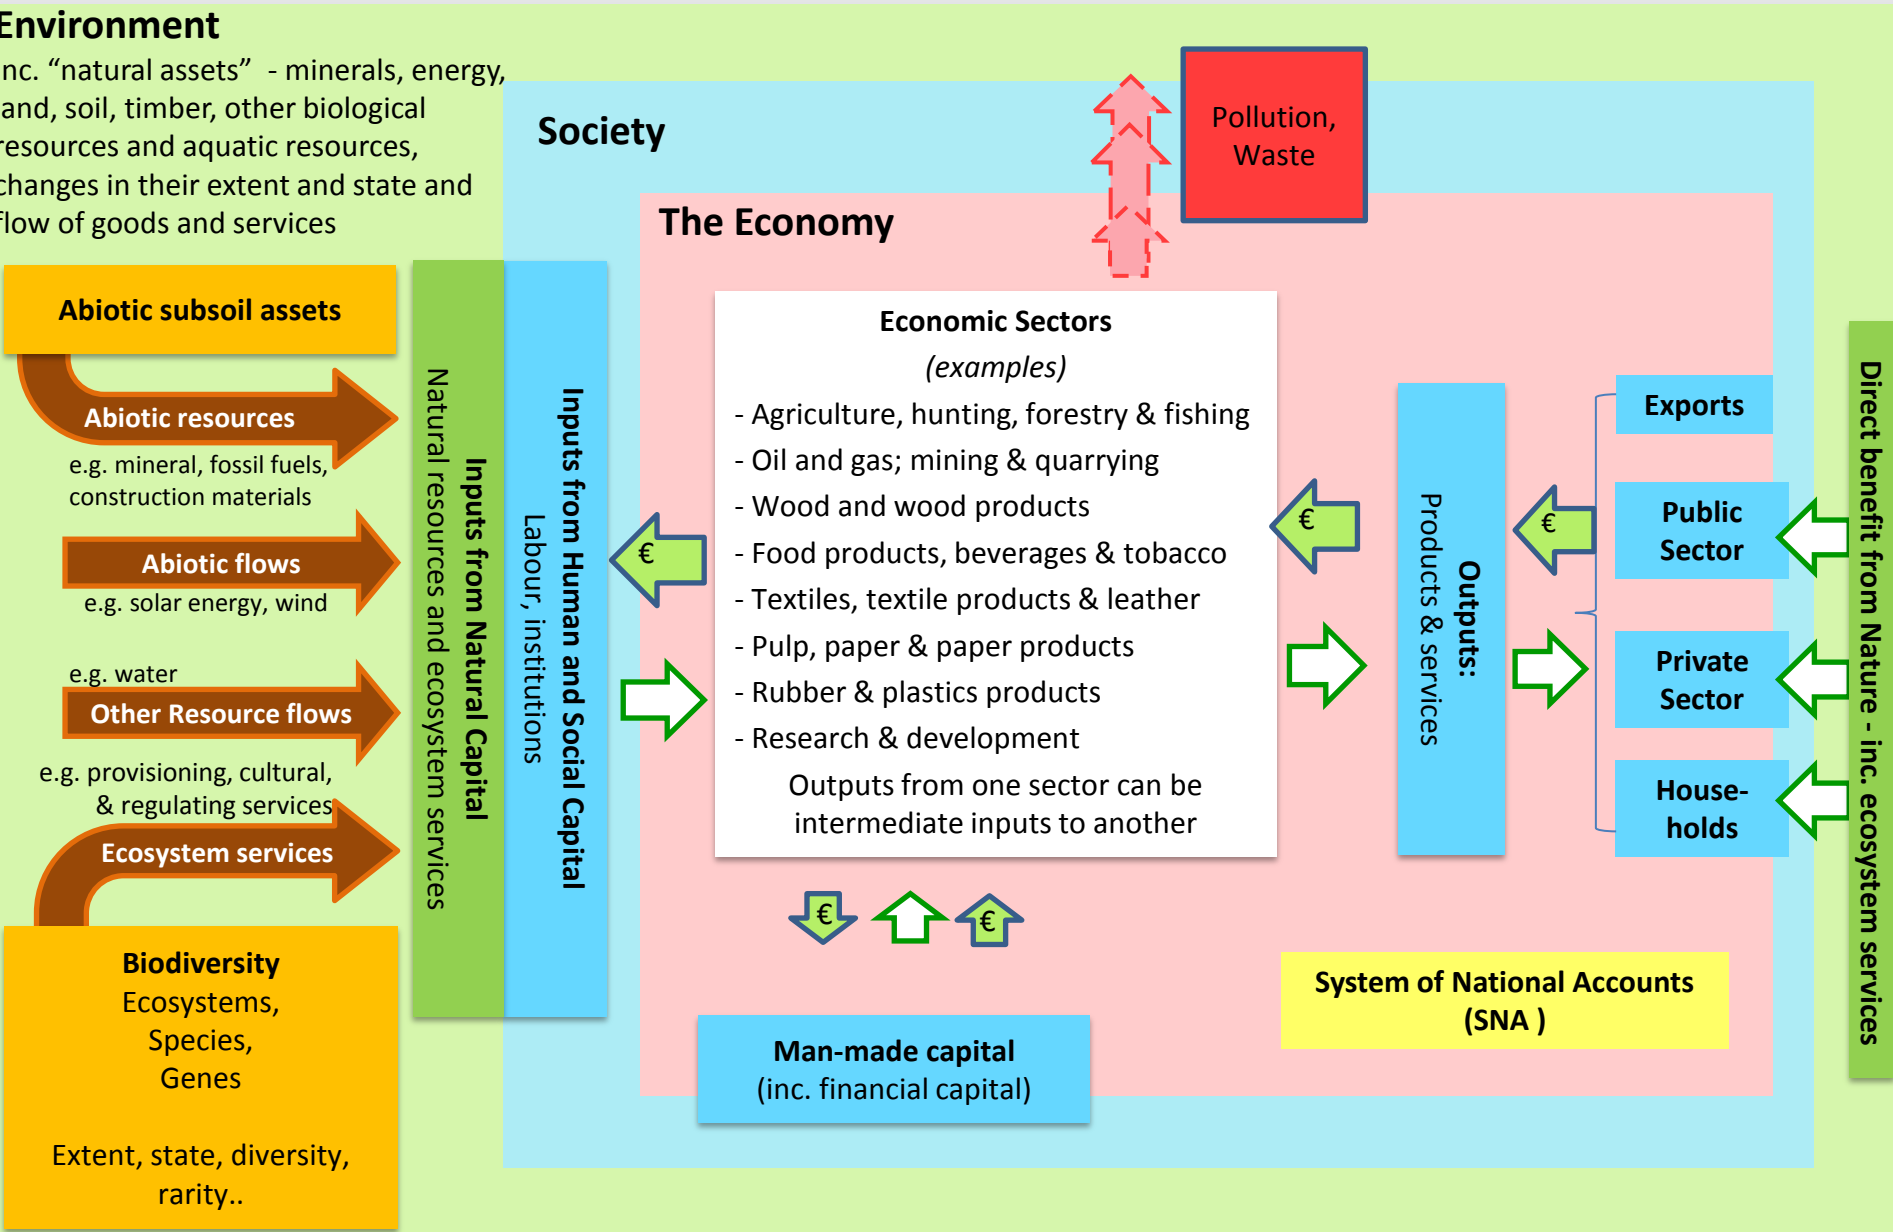 Environment
inc. “natural assets” - minerals, energy,
land, soil, timber, other biological
resources and aquatic resources,
changes in their extent and state and
flow of goods and services
Society
The Economy
Pollution,
Waste
Abiotic subsoil assets
Abiotic resources
e.g. mineral, fossil fuels,
construction materials
Abiotic flows
e.g. solar energy, wind
e.g. water
Other Resource flows
e.g. provisioning, cultural,
& regulating services
Ecosystem services
Biodiversity
Ecosystems,
Species,
Genes
Extent, state, diversity,
rarity..
Inputs from Natural Capital
Natural resources and ecosystem services
Inputs from Human and Social Capital
Labour, institutions
€
Economic Sectors
(examples)
- Agriculture, hunting, forestry & fishing
- Oil and gas; mining & quarrying
- Wood and wood products
- Food products, beverages & tobacco
- Textiles, textile products & leather
- Pulp, paper & paper products
- Rubber & plastics products
- Research & development
Outputs from one sector can be
intermediate inputs to another
€
€
€
Outputs:
Products & services
€
Exports
Public
Sector
Private
Sector
House-
holds
Direct benefit from Nature - inc. ecosystem services
Man-made capital
(inc. financial capital)
System of National Accounts
(SNA )